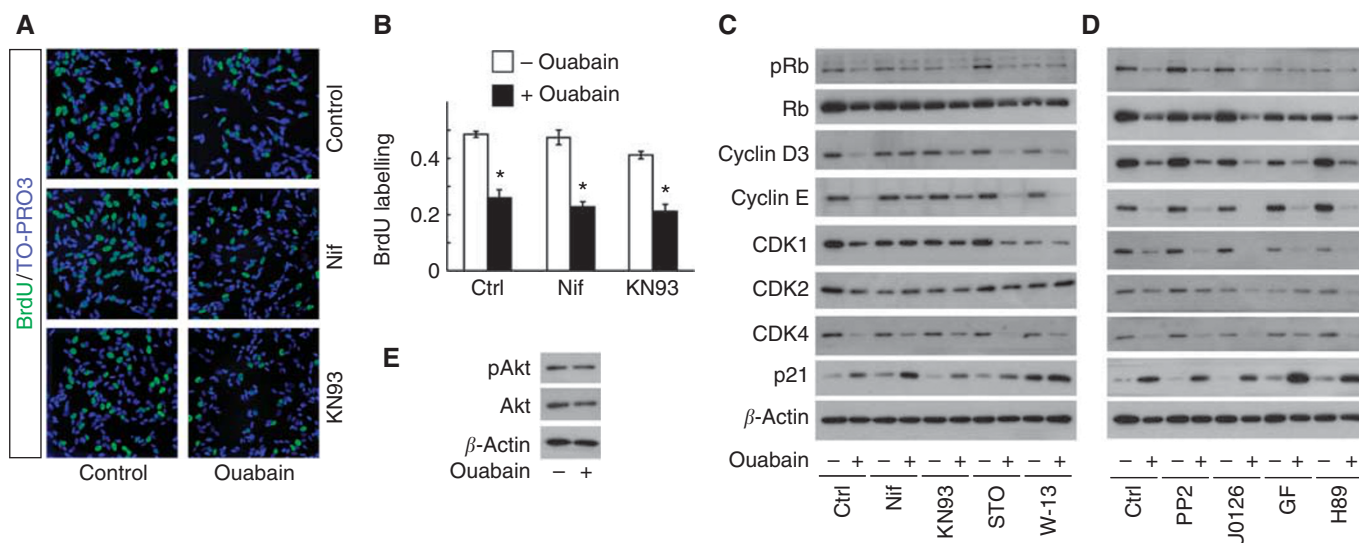 A
BrdU/TO-PRO3
Control
Nif
KN93
Control Ouabain
B
– Ouabain
+ Ouabain
BrdU labelling
0.4
0.2
0
* * *
Ctrl Nif KN93
E
pAkt
Akt
β-Actin
Ouabain – +
C
pRb
Rb
Cyclin D3
Cyclin E
CDK1
CDK2
CDK4
p21
β-Actin
Ouabain – + – + – + – + – +
Ctrl Nif KN93 STO W-13
D
– + – + – + – + – +
Ctrl PP2 U0126 GF H89